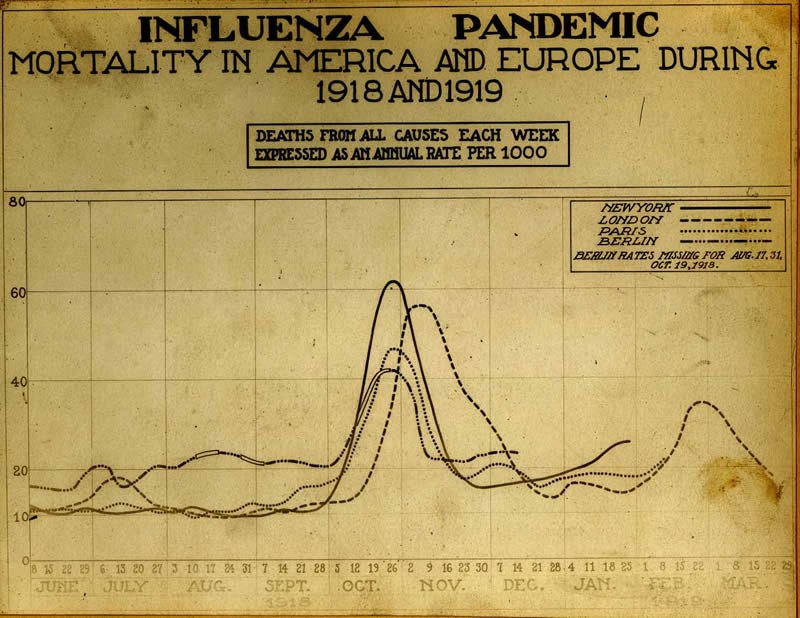 INFLUENZA PANDEMIC
MORTALITY IN AMERICA AND EUROPE DURING
1918 AND 1919
DEATHS FROM ALL CAUSES EACH WEEK
EXPRESSED AS AN ANNUAL RATE PER 1000
NEW YORK
LONDON
PARIS
BERLIN
BERLIN RATES MISSING FOR AUG. 17, 31,
OCT. 19, 1918.
80
60
40
20
10
0
8 15 22 29 6 13 20 27 3 10 17 24 31 7 14 21 28 5 12 19 26 2 9 16 23 30 7 14 21 28 4 11 18 25 1 8 15 22 1 8 15 22 29
JUNE JULY AUG. SEPT. OCT. NOV. DEC. JAN. FEB. MAR.
1918 1919